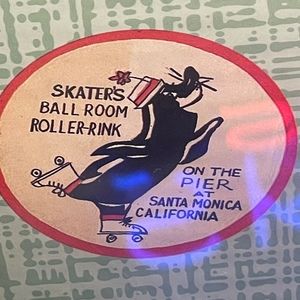 SKATER'S
BALL ROOM
ROLLER-RINK
ON THE
PIER
AT
SANTA MONICA
CALIFORNIA